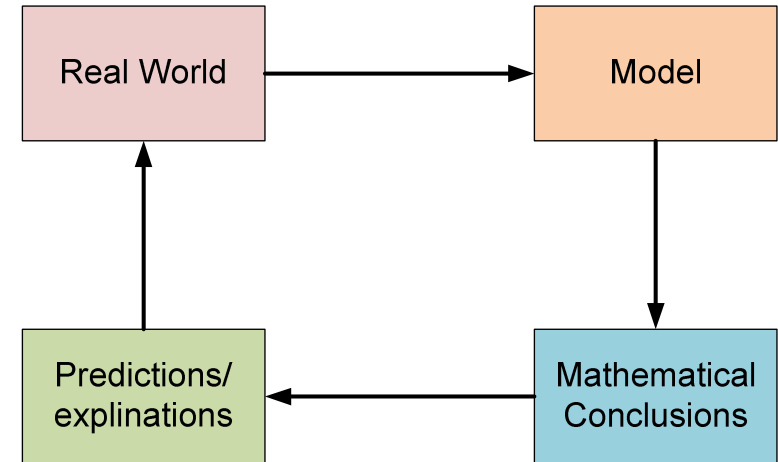 Real World
Model
Predictions/
explinations
Mathematical
Conclusions